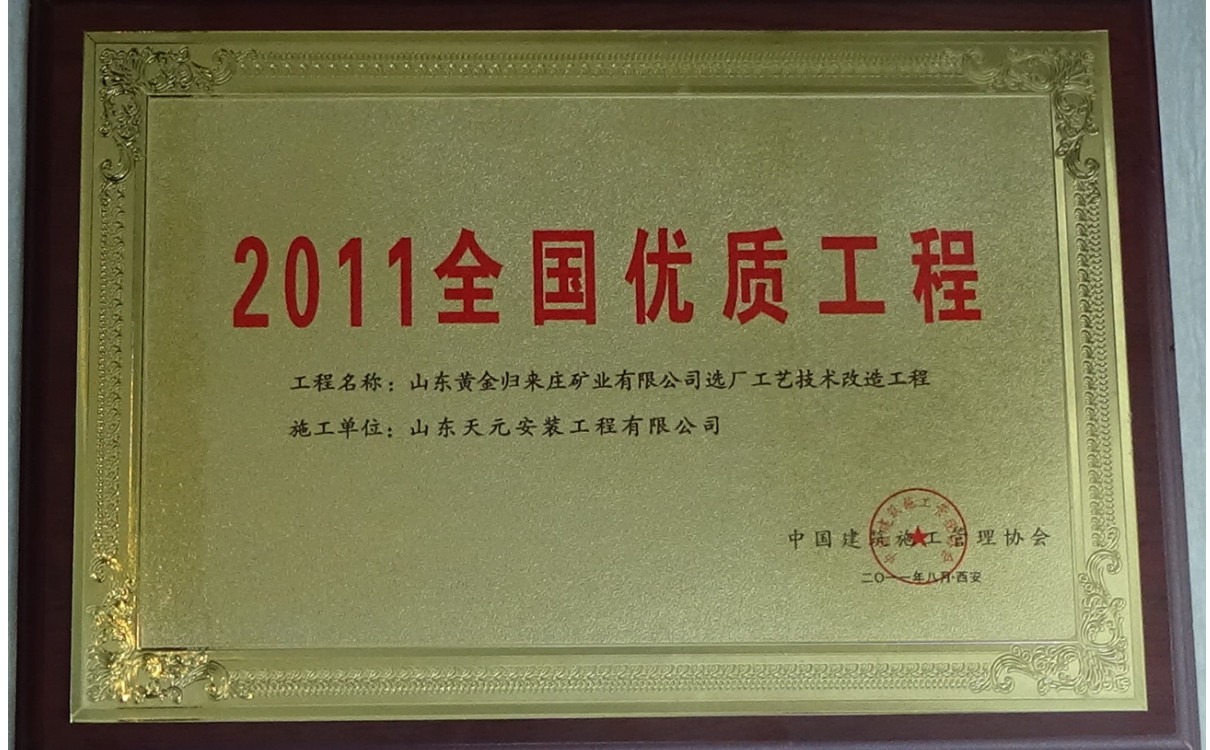 2011全国优质工程
工程名称：山东黄金归来庄矿业有限公司选厂工艺技术改造工程
施工单位：山东天元安装工程有限公司
中国建筑施工管理协会
二〇一一年八月·西安